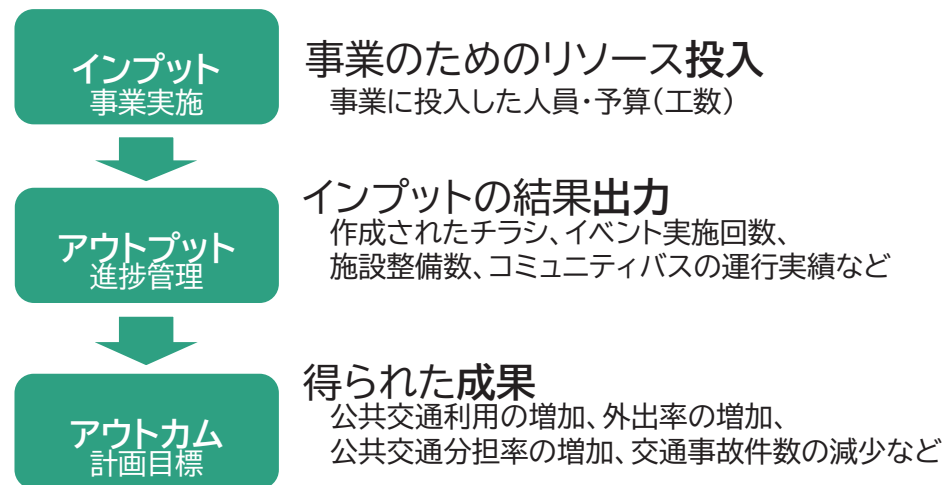 インプット
事業実施
事業のためのリソース投入
事業に投入した人員・予算(工数)
アウトプット
進捗管理
インプットの結果出力
作成されたチラシ、イベント実施回数、
施設整備数、コミュニティバスの運行実績など
アウトカム
計画目標
得られた成果
公共交通利用の増加、外出率の増加、
公共交通分担率の増加、交通事故件数の減少など